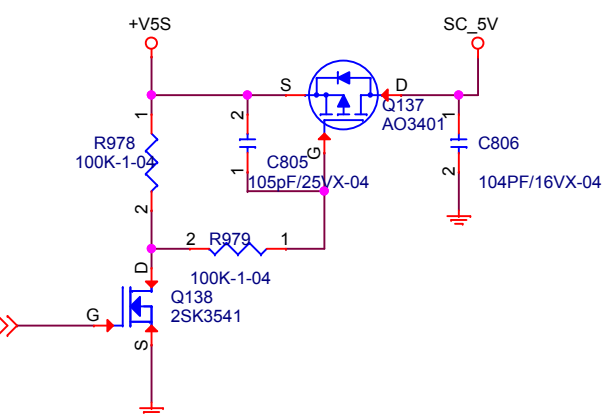 +V5S
SC_5V
S
D
Q137
AO3401
G
1
R978
100K-1-04
2
2
1
C805
105pF/25VX-04
1
2
C806
104PF/16VX-04
2
R979
1
100K-1-04
D
Q138
2SK3541
G
S